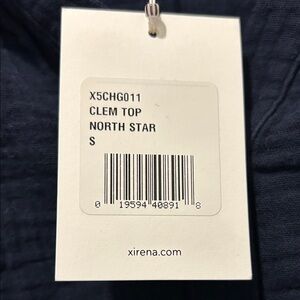 X5CHG011
CLEM TOP
NORTH STAR
S
0 19594 40891 8
xirena.com